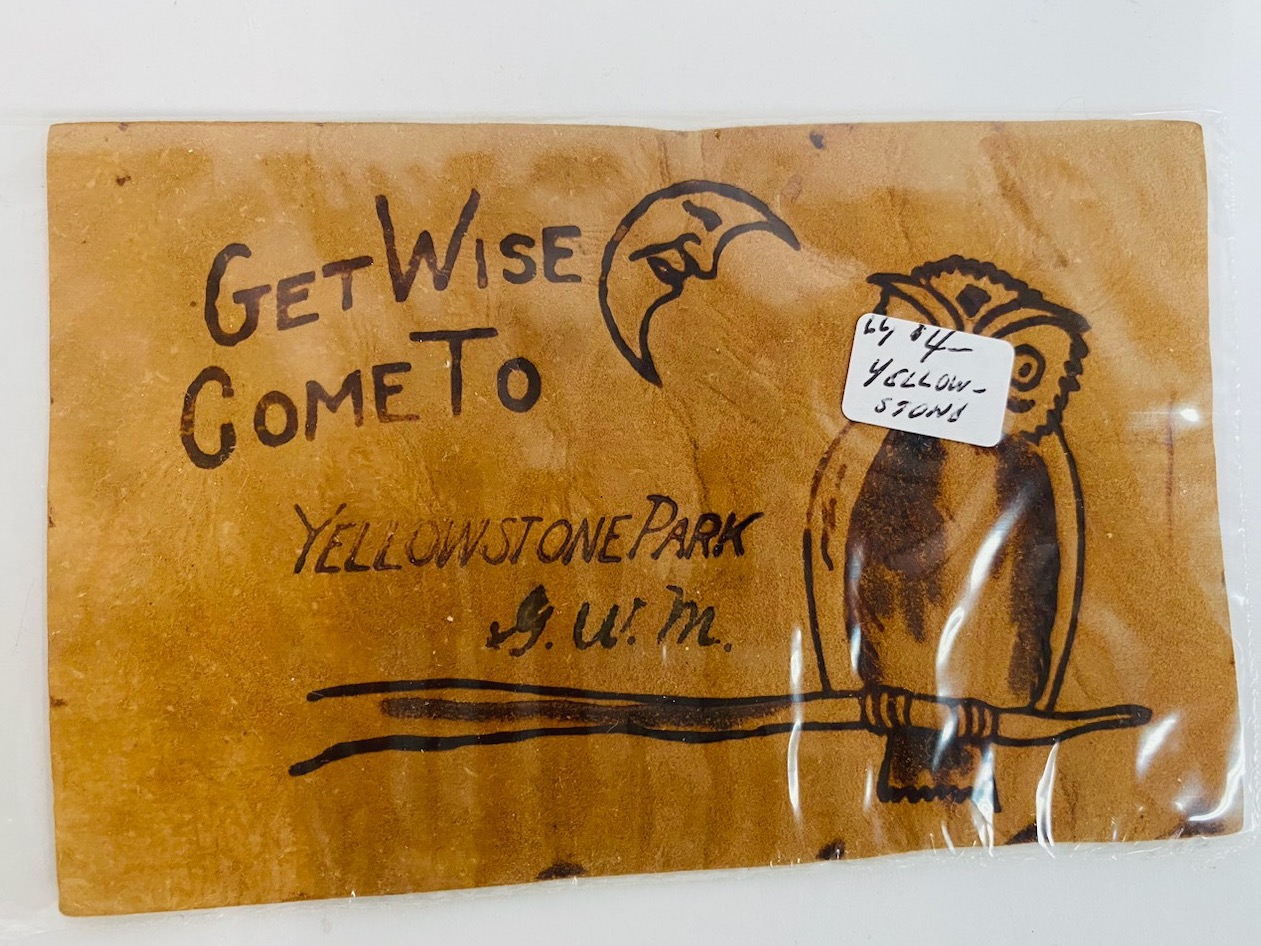 GET WISE
COME TO
YELLOWSTONE PARK
G. W. M.
$4-
YELLOW-
STONE